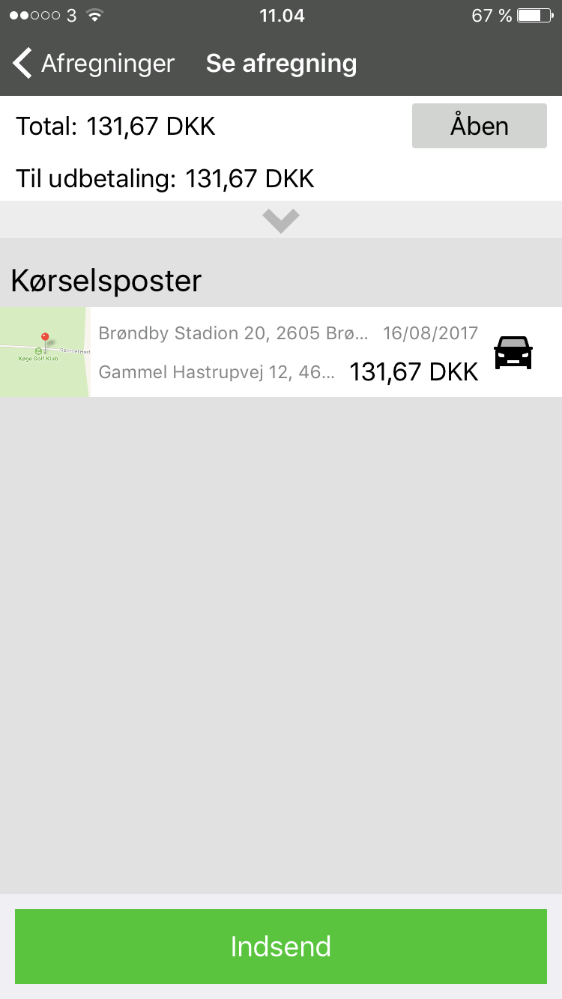 3 11.04 67 %
Afregninger Se afregning
Total: 131,67 DKK Åben
Til udbetaling: 131,67 DKK
Kørselsposter
Brøndby Stadion 20, 2605 Brø... 16/08/2017
Gammel Hastrupvej 12, 46... 131,67 DKK
Gammel Hast
Køge Golf Klub
Indsend